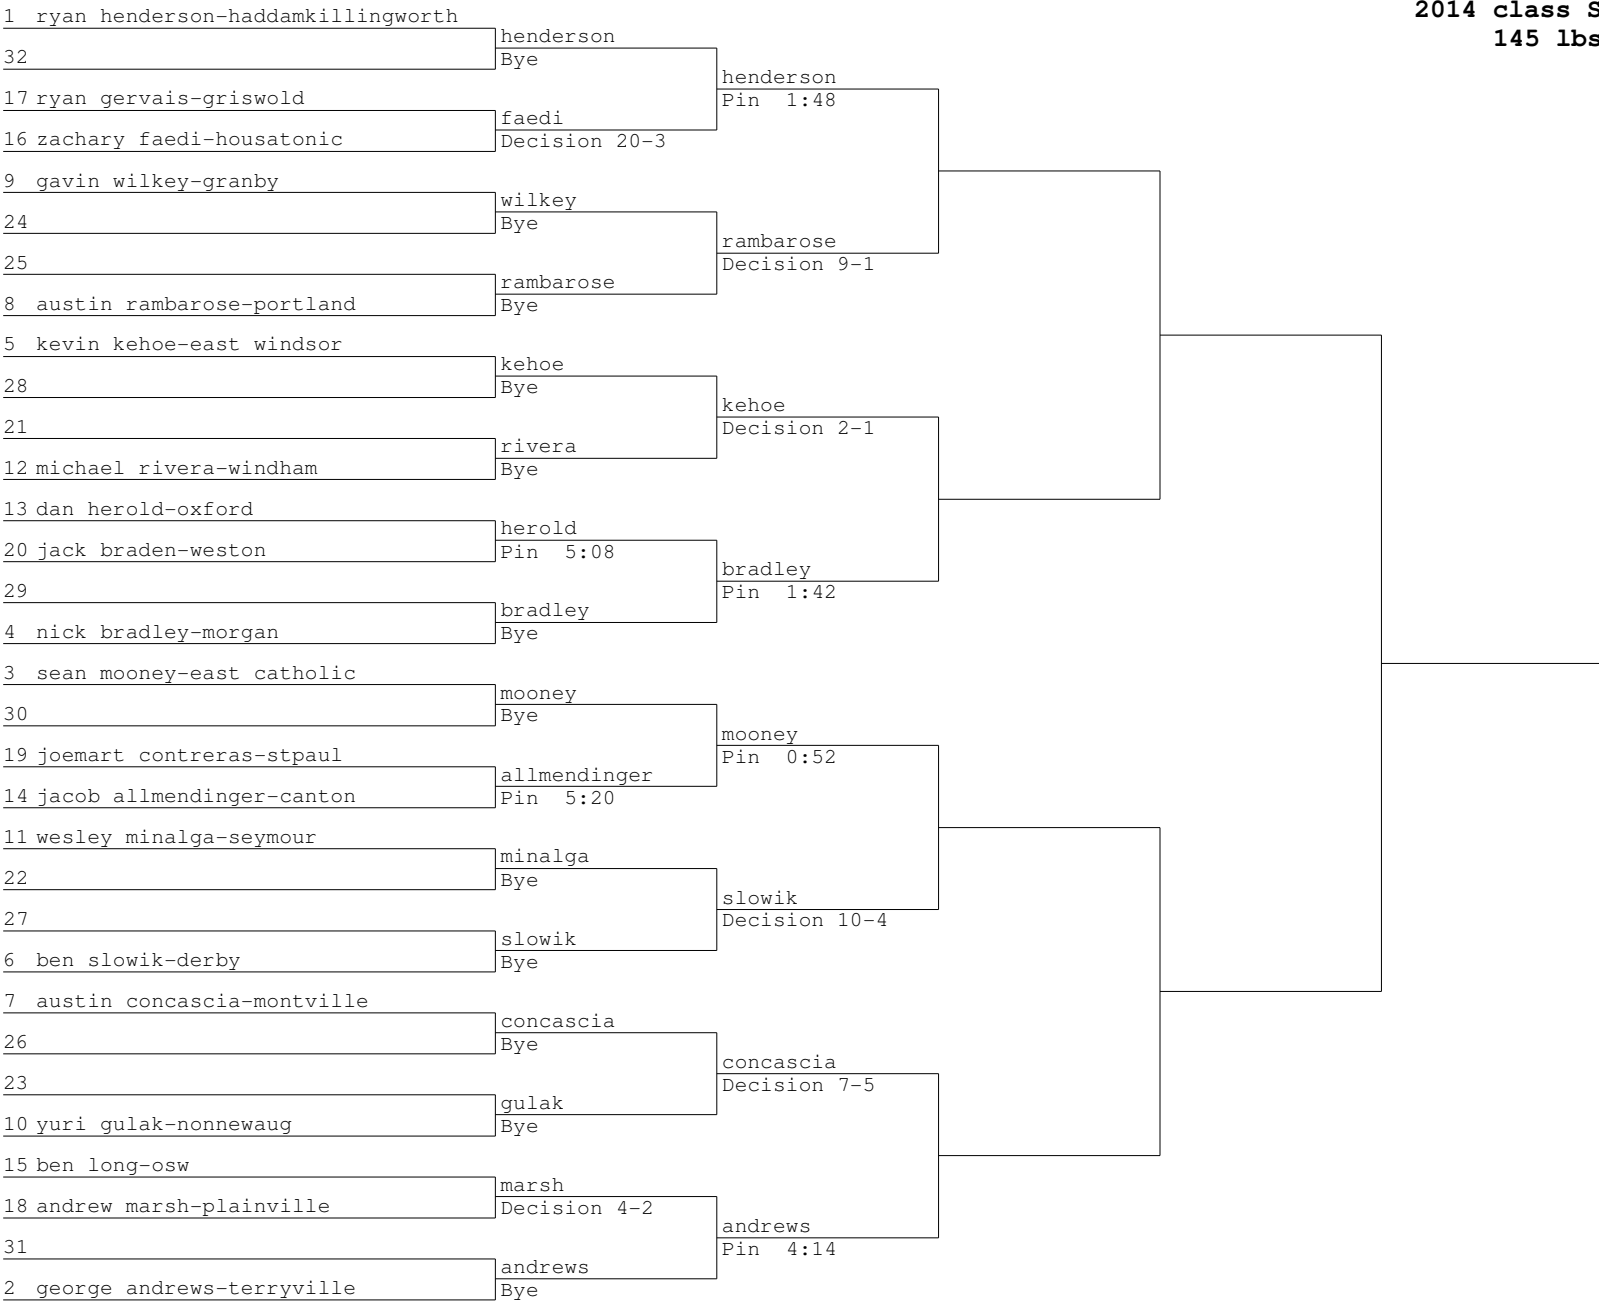 2014 class S
145 lbs
1 ryan henderson-haddamkillingworth
32
17 ryan gervais-griswold
16 zachary faedi-housatonic
9 gavin wilkey-granby
24
25
8 austin rambarose-portland
5 kevin kehoe-east windsor
28
21
12 michael rivera-windham
13 dan herold-oxford
20 jack braden-weston
29
4 nick bradley-morgan
3 sean mooney-east catholic
30
19 joemart contreras-stpaul
14 jacob allmendinger-canton
11 wesley minalga-seymour
22
27
6 ben slowik-derby
7 austin concascia-montville
26
23
10 yuri gulak-nonnewaug
15 ben long-osw
18 andrew marsh-plainville
31
2 george andrews-terryville
henderson
Bye
faedi
Decision 20-3
wilkey
Bye
rambarose
Bye
kehoe
Bye
rivera
Bye
herold
Pin 5:08
bradley
Bye
mooney
Bye
allmendinger
Pin 5:20
minalga
Bye
slowik
Bye
concascia
Bye
gulak
Bye
marsh
Decision 4-2
andrews
Bye
henderson
Pin 1:48
rambarose
Decision 9-1
kehoe
Decision 2-1
bradley
Pin 1:42
mooney
Pin 0:52
slowik
Decision 10-4
concascia
Decision 7-5
andrews
Pin 4:14